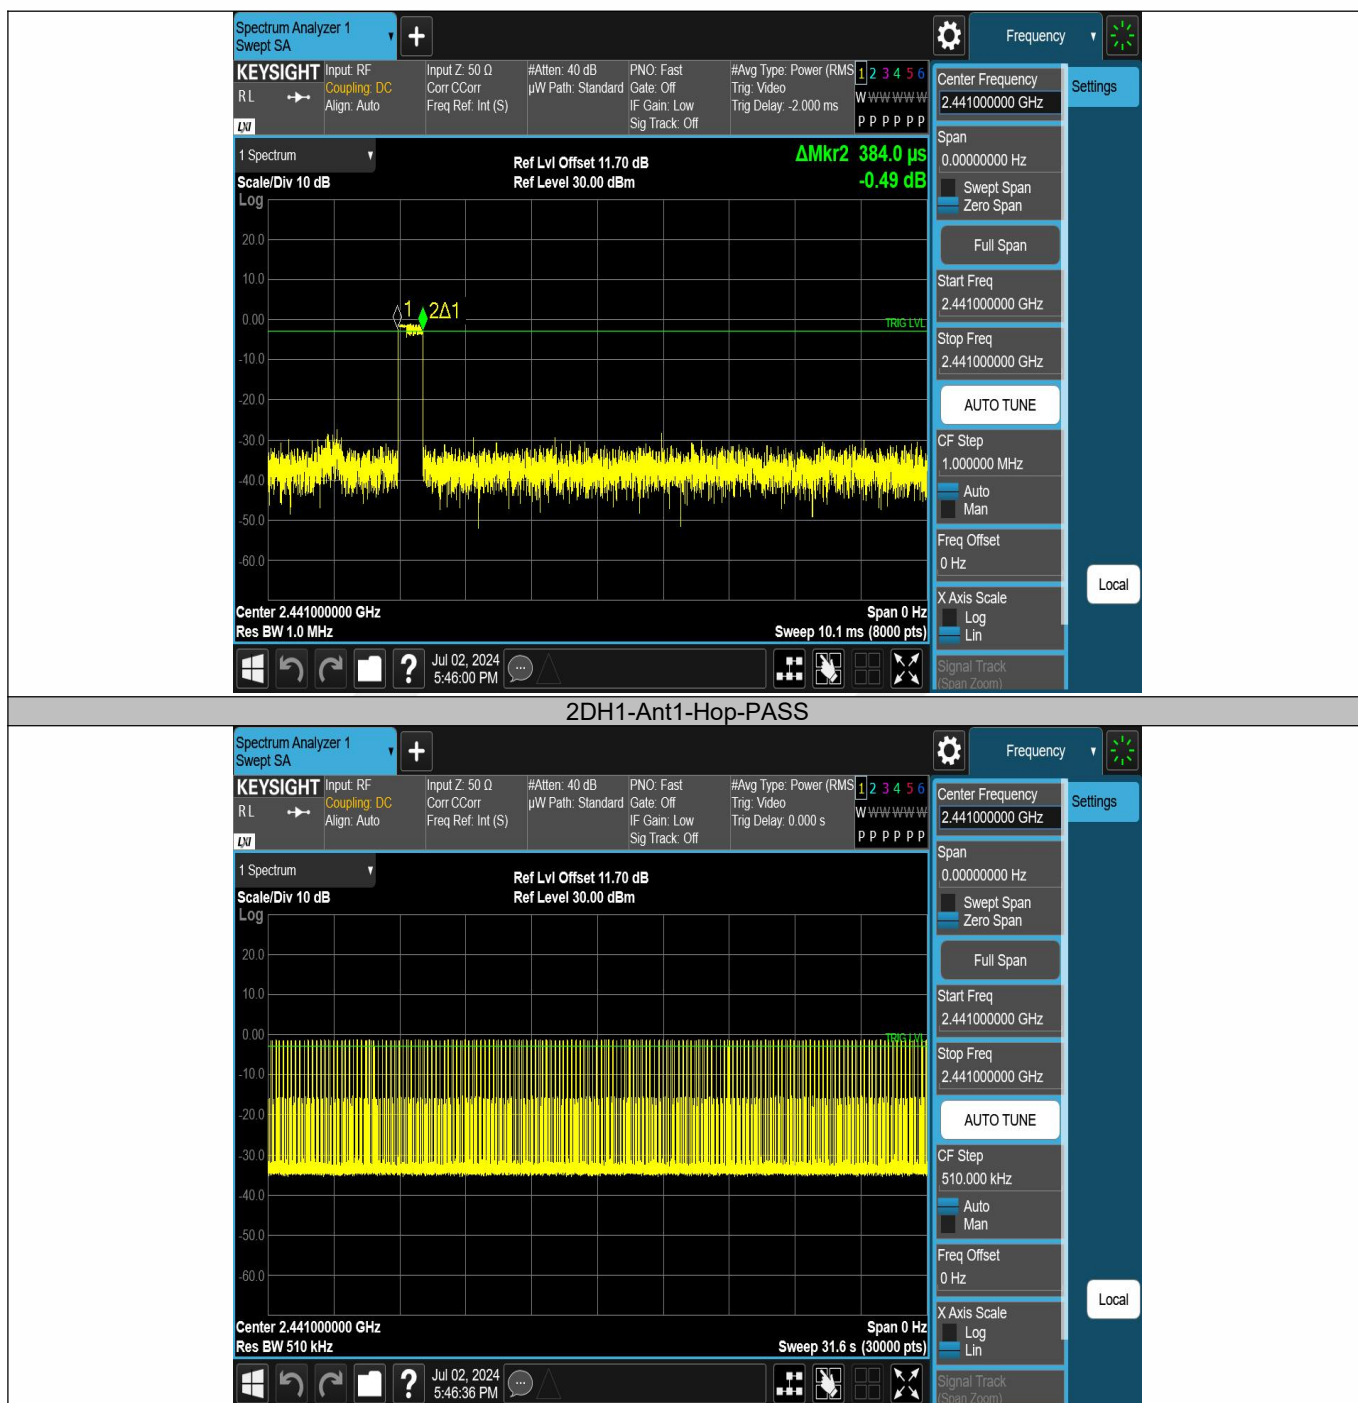 Spectrum Analyzer 1
Swept SA
+
Frequency
KEYSIGHT
RL
LXI
Input: RF
Coupling: DC
Align: Auto
Input Z: 50 Ω
Corr CCorr
Freq Ref: Int (S)
#Atten: 40 dB
µW Path: Standard
PNO: Fast
Gate: Off
IF Gain: Low
Sig Track: Off
#Avg Type: Power (RMS
Trig: Video
Trig Delay: -2.000 ms
1 2 3 4 5 6
W W W W W W
P P P P P P
1 Spectrum
Scale/Div 10 dB
Log
Ref Lvl Offset 11.70 dB
Ref Level 30.00 dBm
ΔMkr2 384.0 µs
-0.49 dB
20.0
10.0
0.00
-10.0
-20.0
-30.0
-40.0
-50.0
-60.0
1
2Δ1
TRIG LVL
Center 2.441000000 GHz
Res BW 1.0 MHz
Span 0 Hz
Sweep 10.1 ms (8000 pts)
Center Frequency
2.441000000 GHz
Settings
Span
0.00000000 Hz
Swept Span
Zero Span
Full Span
Start Freq
2.441000000 GHz
Stop Freq
2.441000000 GHz
AUTO TUNE
CF Step
1.000000 MHz
Auto
Man
Freq Offset
0 Hz
X Axis Scale
Log
Lin
Local
Signal Track
(Span Zoom)
?
Jul 02, 2024
5:46:00 PM
2DH1-Ant1-Hop-PASS
Spectrum Analyzer 1
Swept SA
+
Frequency
KEYSIGHT
RL
LXI
Input: RF
Coupling: DC
Align: Auto
Input Z: 50 Ω
Corr CCorr
Freq Ref: Int (S)
#Atten: 40 dB
µW Path: Standard
PNO: Fast
Gate: Off
IF Gain: Low
Sig Track: Off
#Avg Type: Power (RMS
Trig: Video
Trig Delay: 0.000 s
1 2 3 4 5 6
W W W W W W
P P P P P P
1 Spectrum
Scale/Div 10 dB
Log
Ref Lvl Offset 11.70 dB
Ref Level 30.00 dBm
20.0
10.0
0.00
-10.0
-20.0
-30.0
-40.0
-50.0
-60.0
TRIG LVL
Center 2.441000000 GHz
Res BW 510 kHz
Span 0 Hz
Sweep 31.6 s (30000 pts)
Center Frequency
2.441000000 GHz
Settings
Span
0.00000000 Hz
Swept Span
Zero Span
Full Span
Start Freq
2.441000000 GHz
Stop Freq
2.441000000 GHz
AUTO TUNE
CF Step
510.000 kHz
Auto
Man
Freq Offset
0 Hz
X Axis Scale
Log
Lin
Local
Signal Track
(Span Zoom)
?
Jul 02, 2024
5:46:36 PM